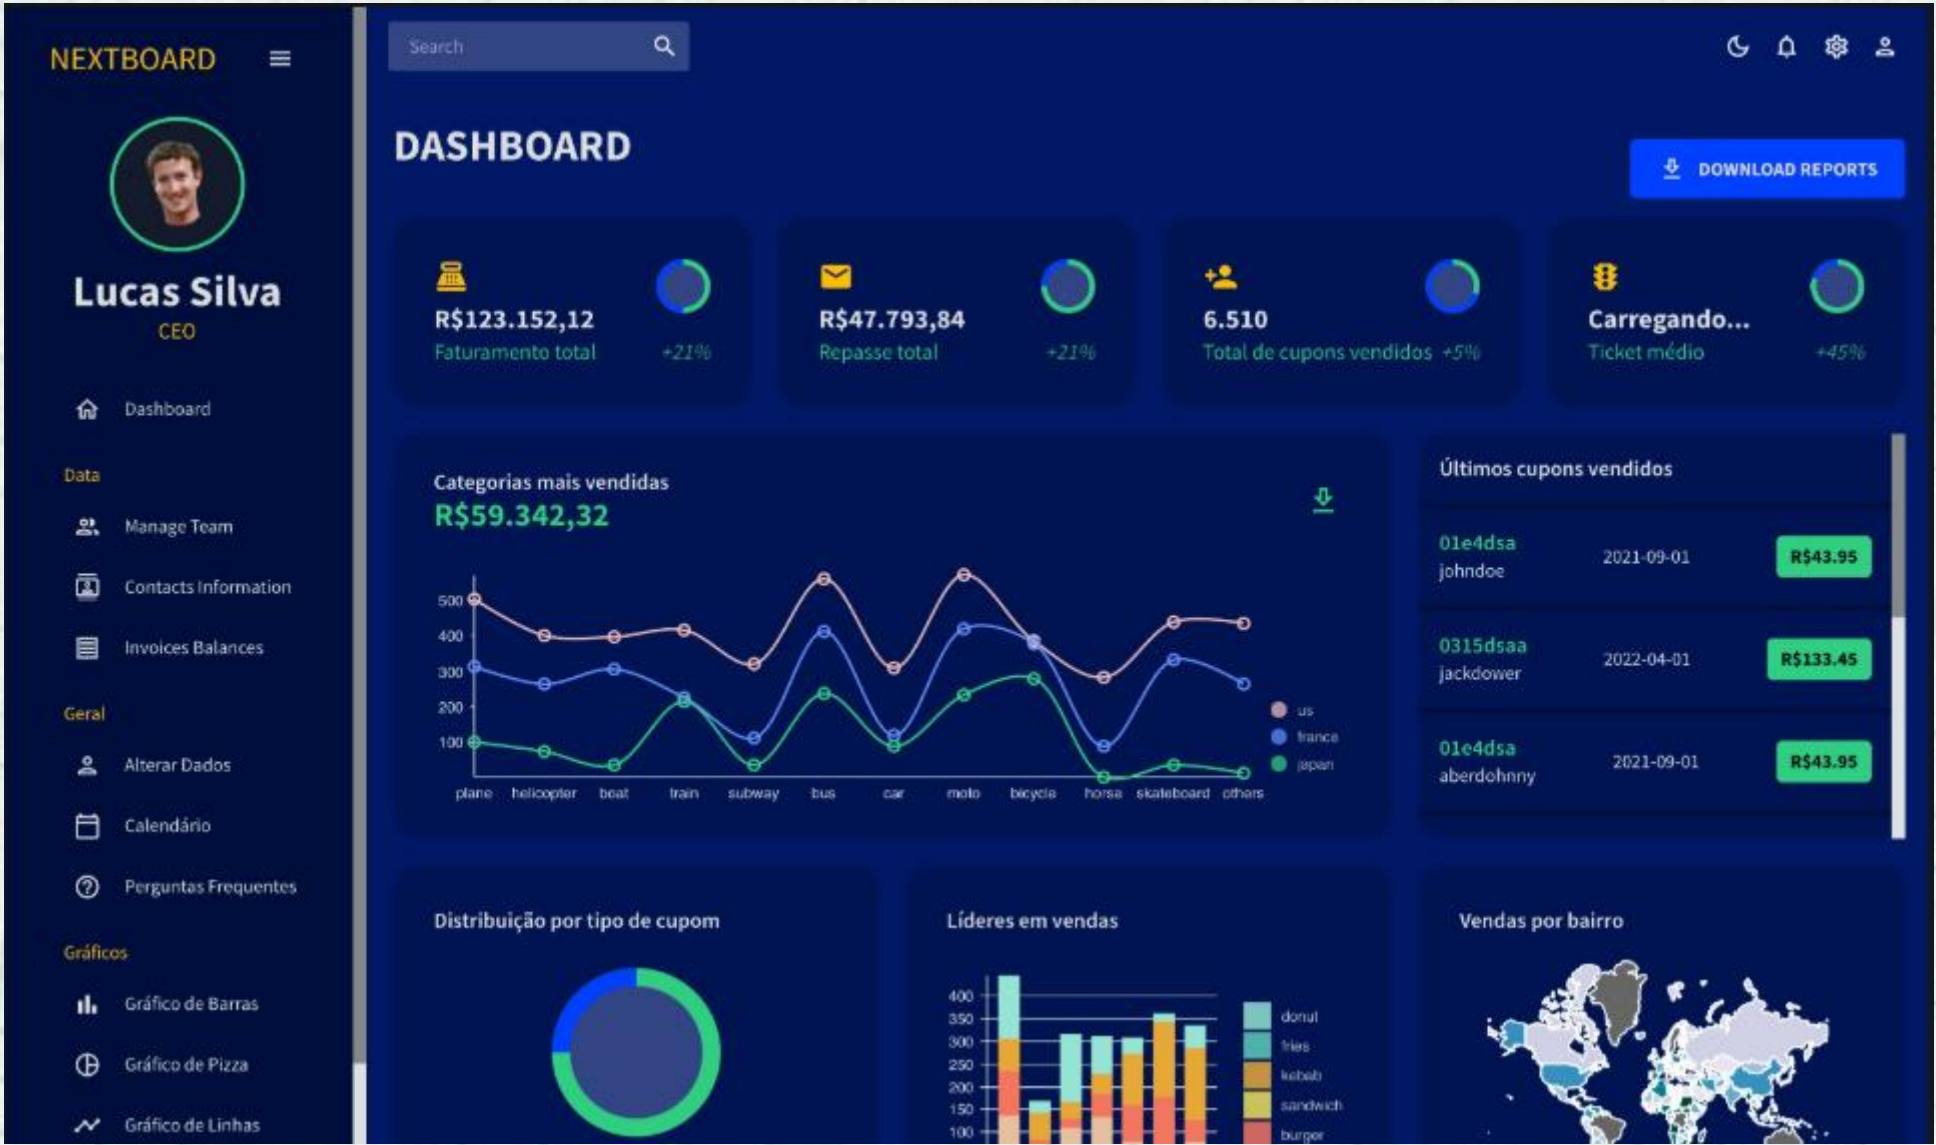 NEXTBOARD
Lucas Silva
CEO
Dashboard
Data
Manage Team
Contacts Information
Invoices Balances
Geral
Alterar Dados
Calendário
Perguntas Frequentes
Gráficos
Gráfico de Barras
Gráfico de Pizza
Gráfico de Linhas
Search
DASHBOARD
DOWNLOAD REPORTS
R$123.152,12
Faturamento total +21%
R$47.793,84
Repasse total +21%
6.510
Total de cupons vendidos +5%
Carregando...
Ticket médio +45%
Categorias mais vendidas
R$59.342,32
500
400
300
200
100
plane helicopter boat train subway bus car moto bicycle horse skateboard others
us
france
japan
Últimos cupons vendidos
01e4dsa
johndoe
2021-09-01
R$43.95
0315dsaa
jackdower
2022-04-01
R$133.45
01e4dsa
aberdohnny
2021-09-01
R$43.95
Distribuição por tipo de cupom
Líderes em vendas
400
350
300
250
200
150
100
donut
fries
kebab
sandwich
burger
Vendas por bairro